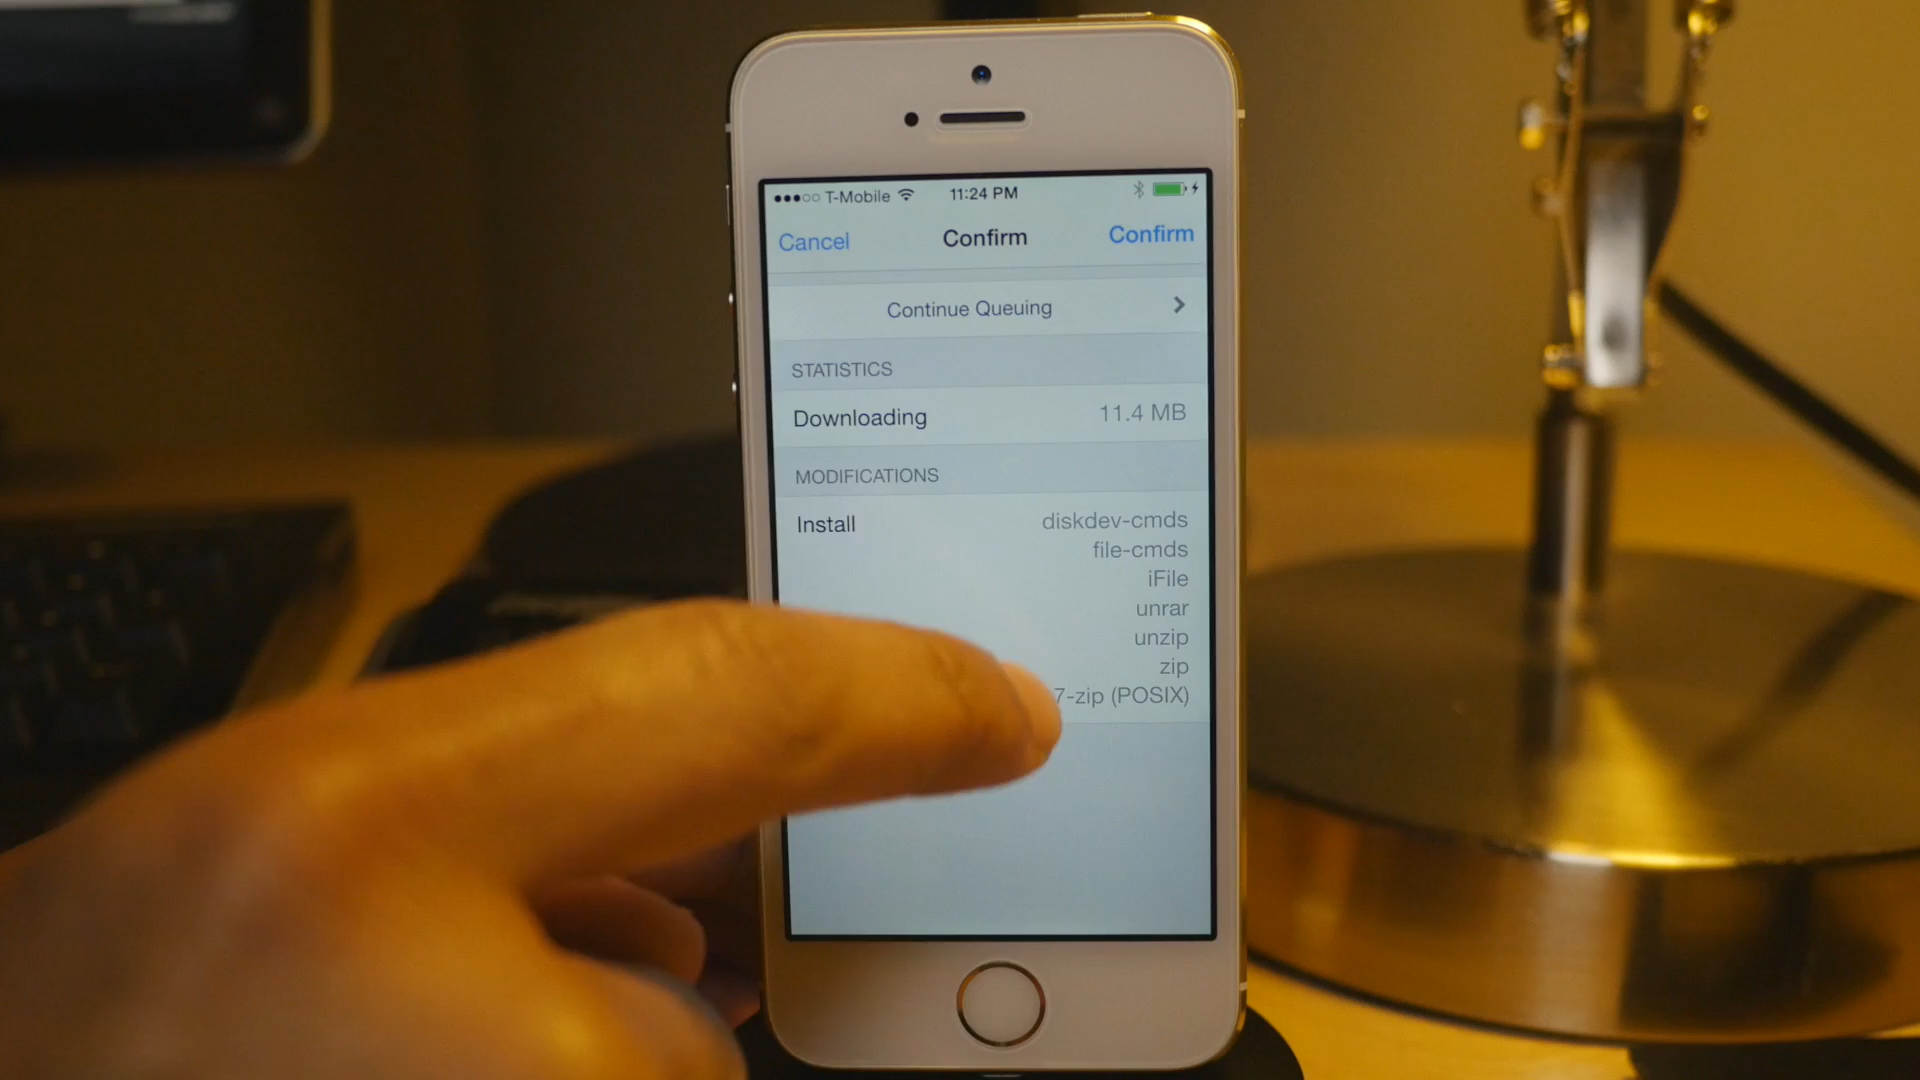 T-Mobile 11:24 PM
Cancel Confirm Confirm
Continue Queuing
STATISTICS
Downloading 11.4 MB
MODIFICATIONS
Install diskdev-cmds
file-cmds
iFile
unrar
unzip
zip
7-zip (POSIX)